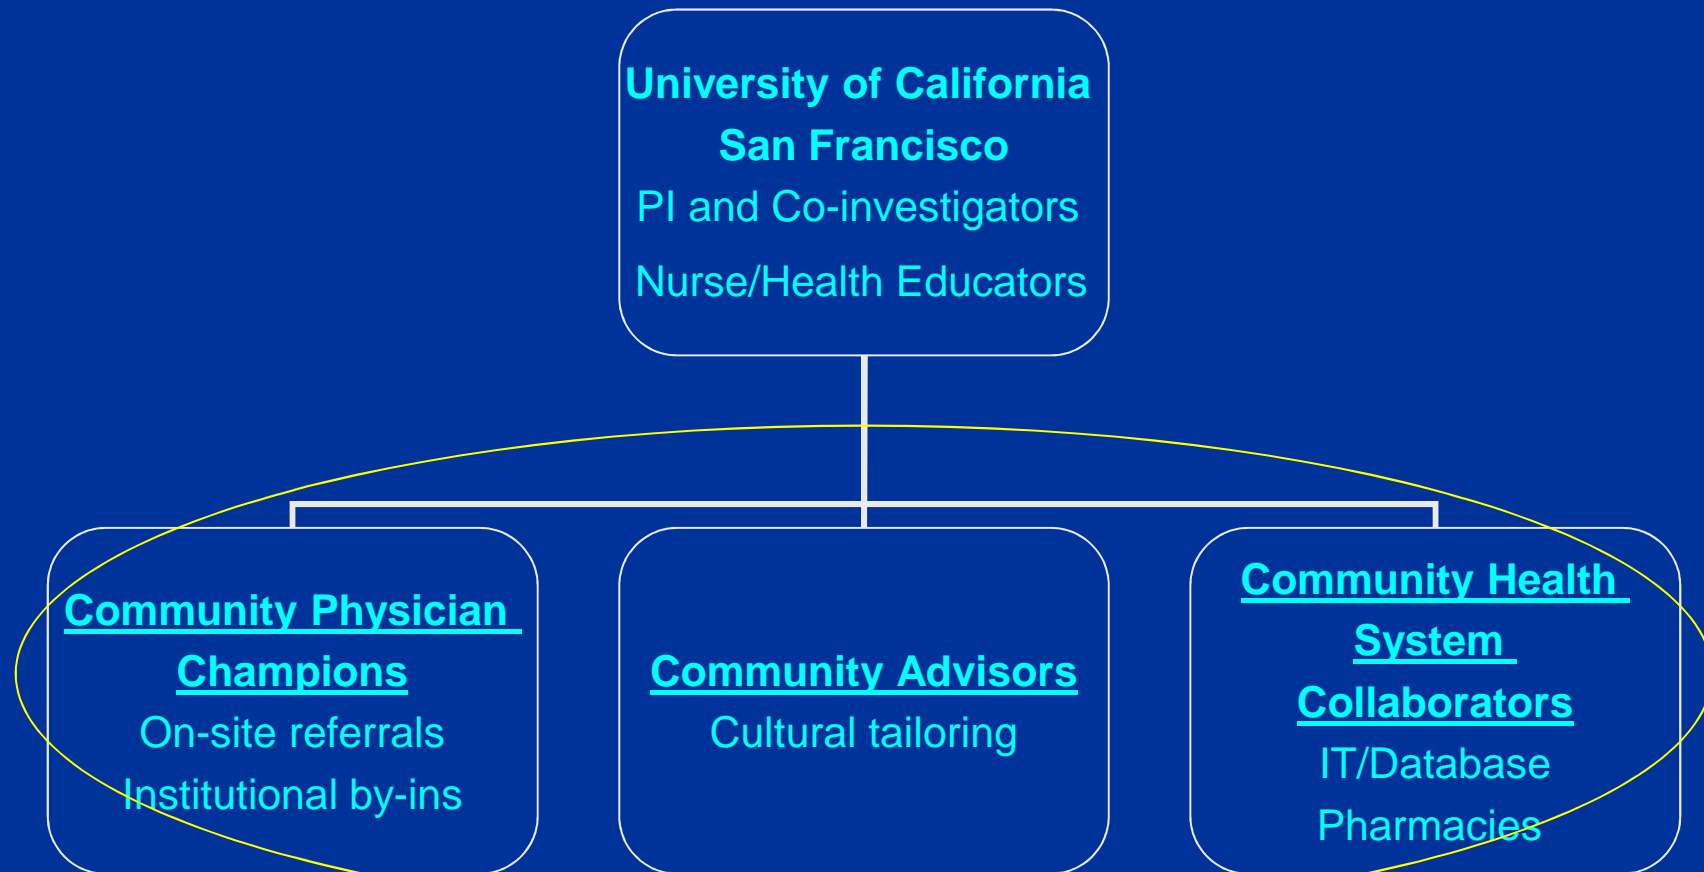 University of California
San Francisco
PI and Co-investigators
Nurse/Health Educators
Community Physician
Champions
On-site referrals
Institutional by-ins
Community Advisors
Cultural tailoring
Community Health
System
Collaborators
IT/Database
Pharmacies